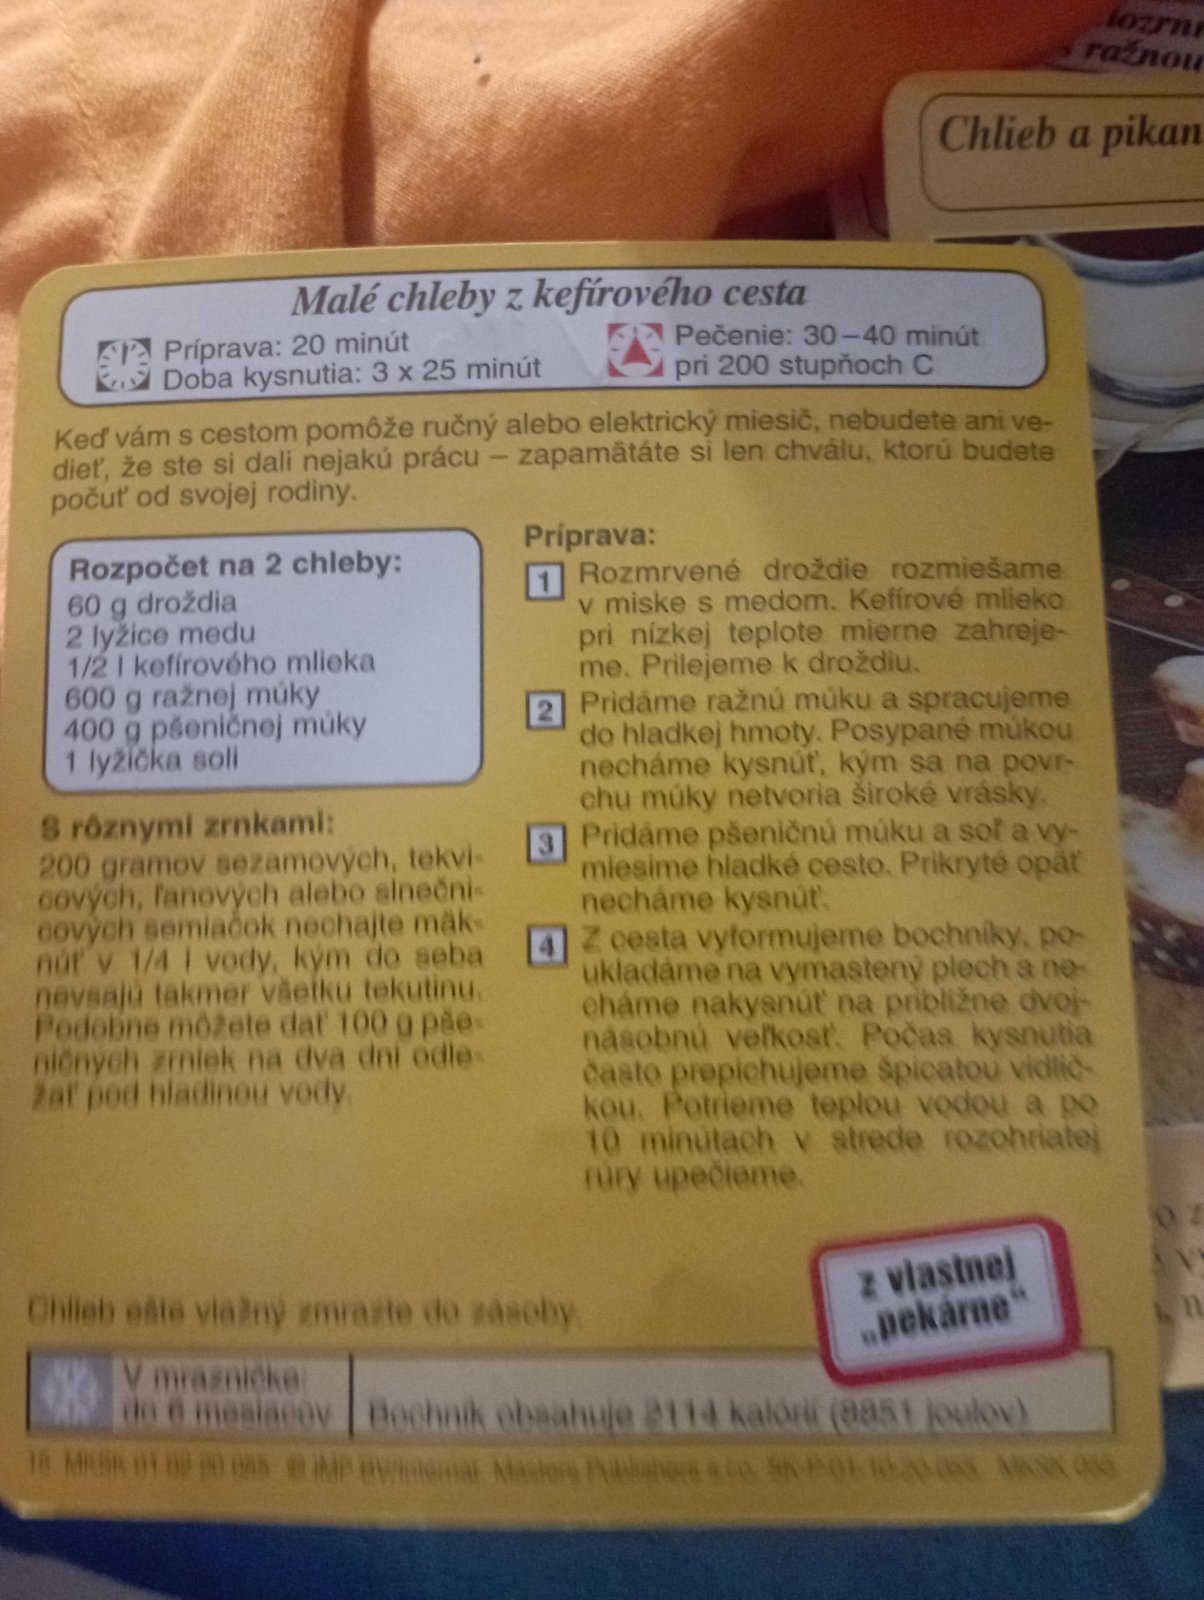 ražnou
Chlieb a pikan
Malé chleby z kefírového cesta
Príprava: 20 minút
Doba kysnutia: 3 x 25 minút
Pečenie: 30–40 minút
pri 200 stupňoch C
Keď vám s cestom pomôže ručný alebo elektrický miesič, nebudete ani ve-
dieť, že ste si dali nejakú prácu – zapamätáte si len chválu, ktorú budete
počuť od svojej rodiny.
Rozpočet na 2 chleby:
60 g droždia
2 lyžice medu
1/2 l kefírového mlieka
600 g ražnej múky
400 g pšeničnej múky
1 lyžička soli
S rôznymi zrnkami:
200 gramov sezamových, tekvi-
cových, ľanových alebo slneční-
cových semiačok nechajte mäk-
núť v 1/4 l vody, kým do seba
nevsajú takmer všetku tekutinu.
Podobne môžete dať 100 g pše-
ničných zrniek na dva dni odle-
žať pod hladinou vody.
Príprava:
1 Rozmrvené droždie rozmiešame
v miske s medom. Kefírové mlieko
pri nízkej teplote mierne zahreje-
me. Prilejeme k droždiu.
2 Pridáme ražnú múku a spracujeme
do hladkej hmoty. Posypané múkou
necháme kysnúť, kým sa na povr-
chu múky netvoria široké vrásky.
3 Pridáme pšeničnú múku a soľ a vy-
miesime hladké cesto. Prikryté opäť
necháme kysnúť.
4 Z cesta vyformujeme bochníky, po-
ukladáme na vymastený plech a ne-
cháme nakysnúť na približne dvoj-
násobnú veľkosť. Počas kysnutia
často prepichujeme špicatou vidlič-
kou. Potrieme teplou vodou a po
10 minútach v strede rozohriatej
rúry upečieme.
z vlastnej
„pekárne“
Chlieb ešte vlažný zmrazte do zásoby.
V mrazničke:
do 6 mesiacov
Bochník obsahuje 2114 kalórií (8851 joulov)